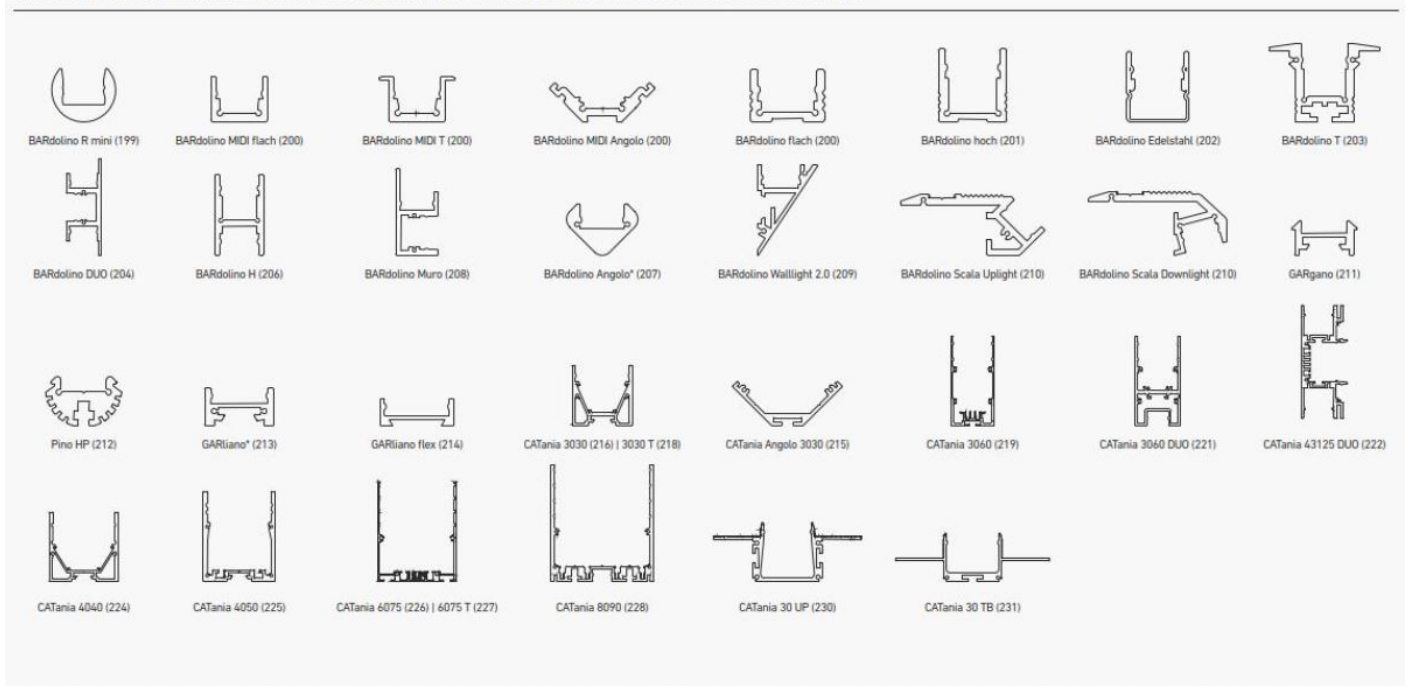 BARdolino R mini (199)
BARdolino MIDI flach (200)
BARdolino MIDI T (200)
BARdolino MIDI Angolo (200)
BARdolino flach (200)
BARdolino hoch (201)
BARdolino Edelstahl (202)
BARdolino T (203)
BARdolino DUO (204)
BARdolino H (206)
BARdolino Muro (208)
BARdolino Angolo* (207)
BARdolino Walllight 2.0 (209)
BARdolino Scala Uplight (210)
BARdolino Scala Downlight (210)
GARgano (211)
Pino HP (212)
GARliano* (213)
GARliano flex (214)
CATania 3030 (216) | 3030 T (218)
CATania Angolo 3030 (215)
CATania 3060 (219)
CATania 3060 DUO (221)
CATania 43125 DUO (222)
CATania 4040 (224)
CATania 4050 (225)
CATania 6075 (226) | 6075 T (227)
CATania 8090 (228)
CATania 30 UP (230)
CATania 30 TB (231)